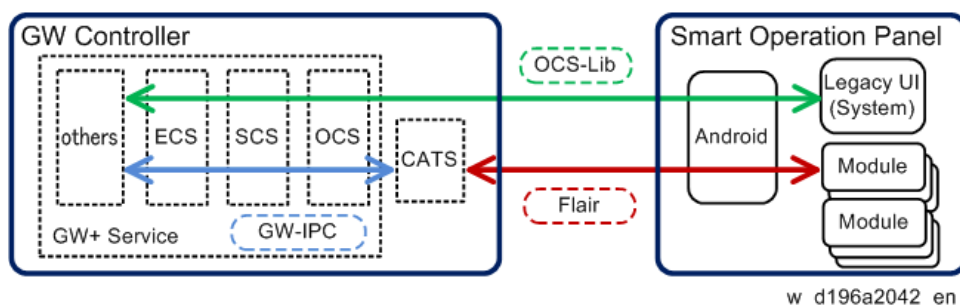 GW Controller
Smart Operation Panel
OCS-Lib
Legacy UI
(System)
others
ECS
SCS
OCS
CATS
Android
Module
Flair
Module
GW+ Service
GW-IPC
w_d196a2042_en